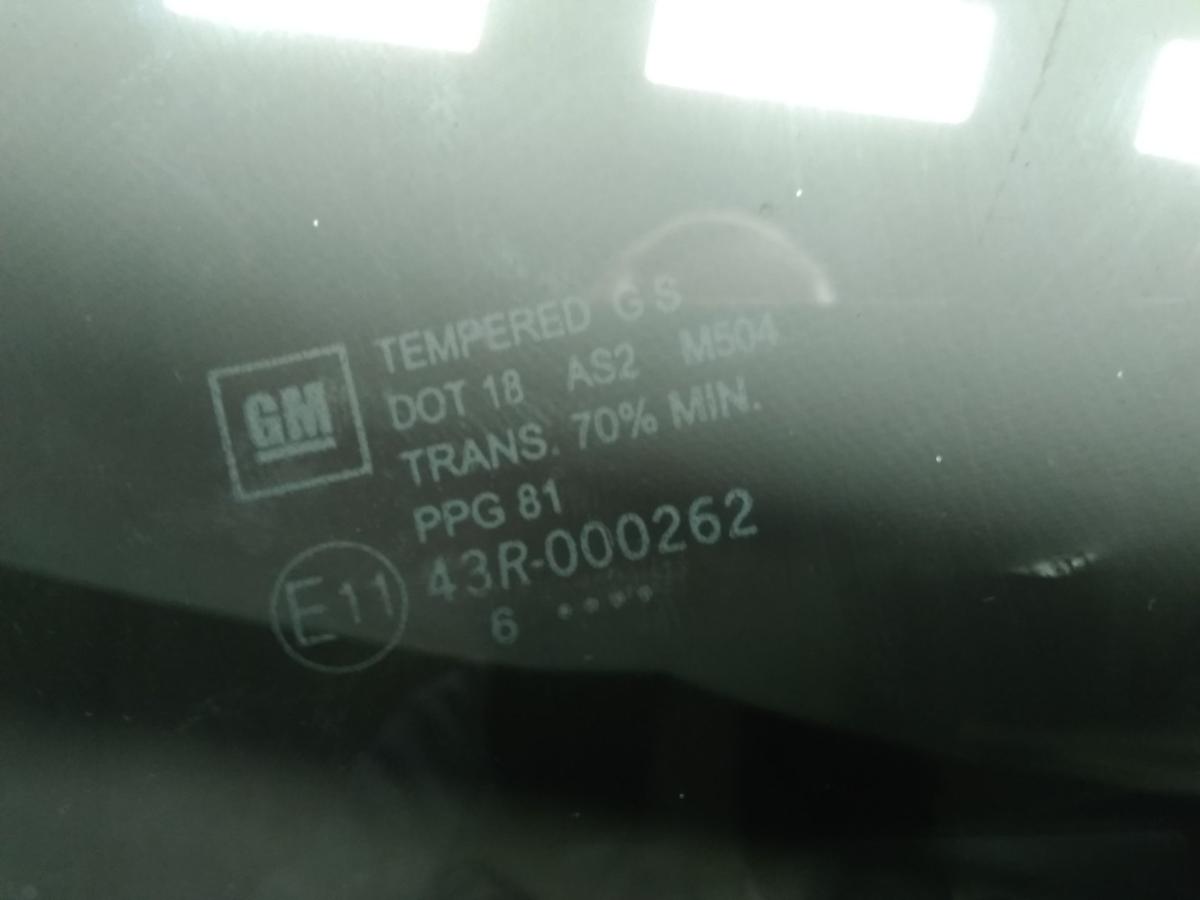 GM
TEMPERED G S
DOT 18 AS2 M504
TRANS. 70% MIN.
PPG 81
E11 43R-000262
6 ••••